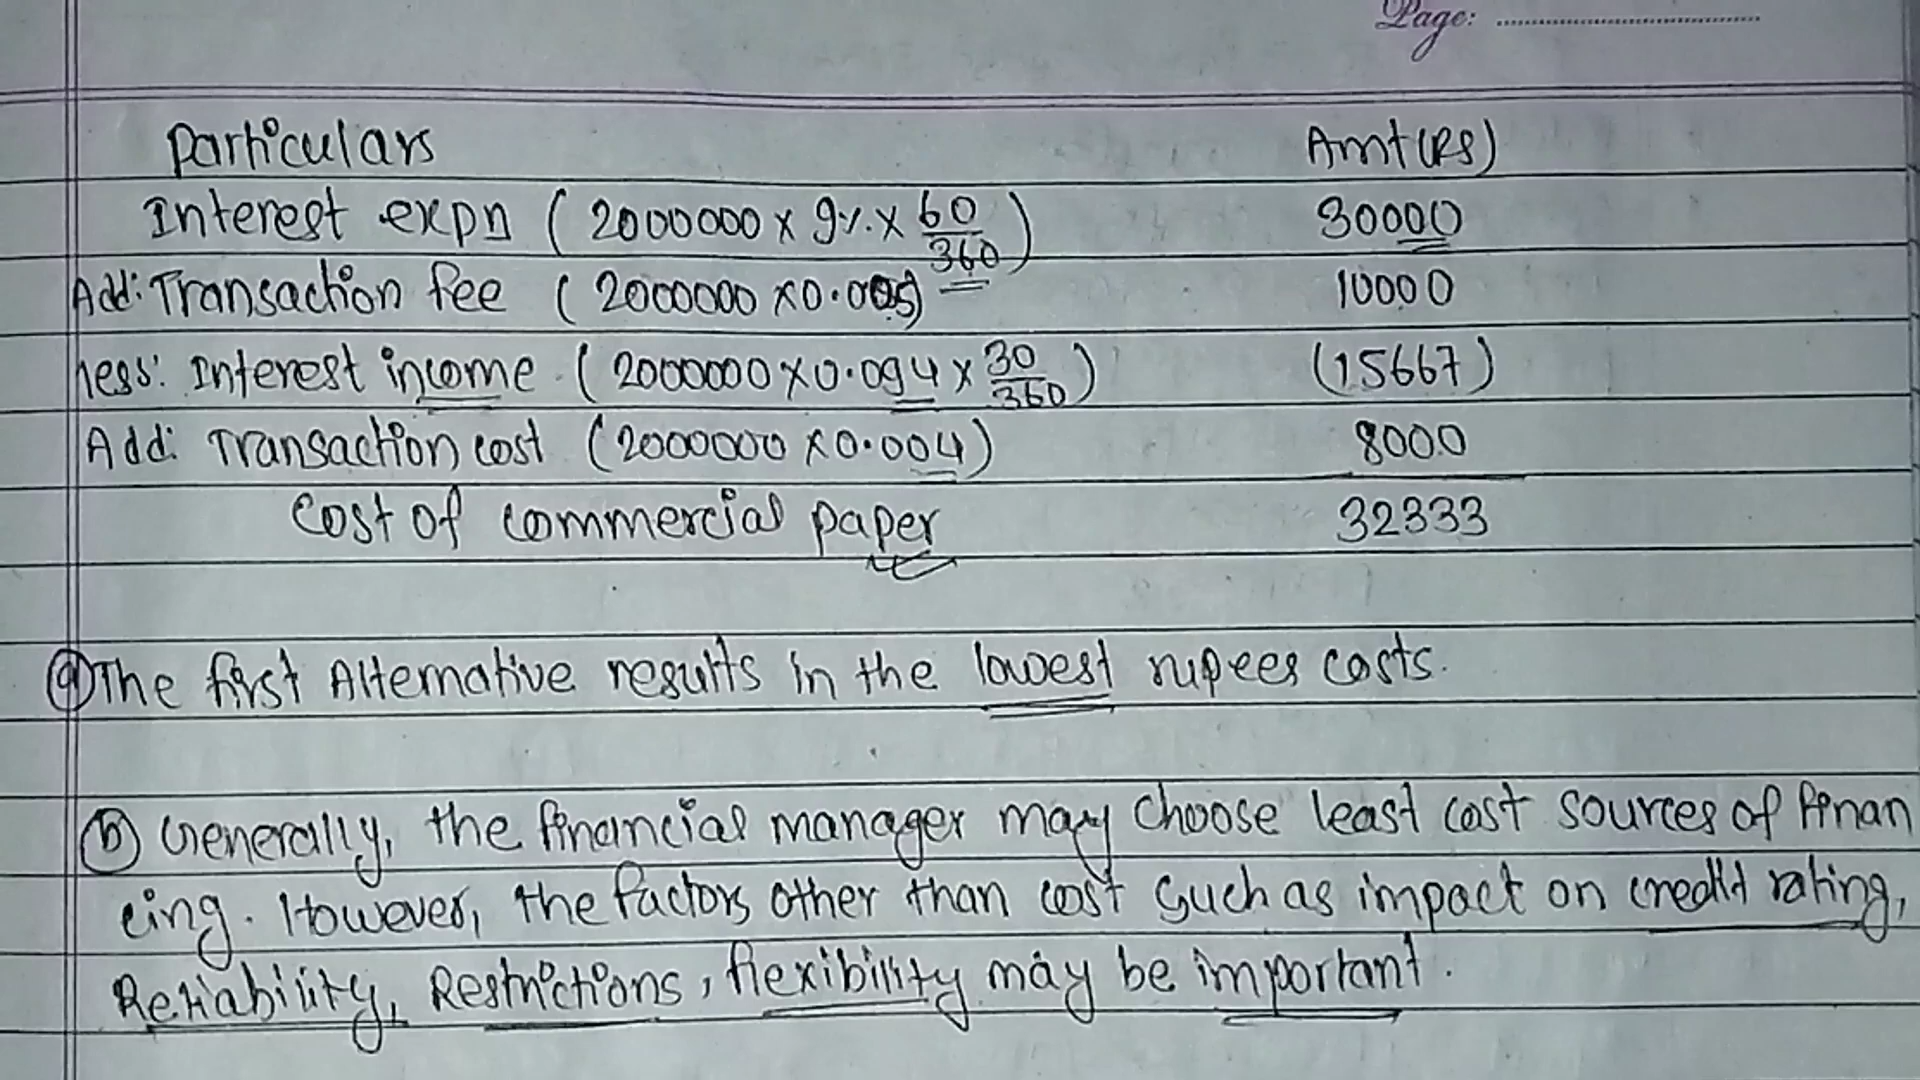 Page: ..............................
Particulars Amt (RS)
Interest expn ( 2000000 x 9%. x 60/360 ) 30000
Add: Transaction fee ( 2000000 x 0.005) 10000
less: Interest income ( 2000000 x 0.094 x 30/360 ) (15667)
Add: Transaction cost ( 2000000 x 0.004 ) 8000
Cost of commercial paper 32333
(a) The first Alternative results in the lowest rupees costs.
(b) Generally, the financial manager may choose least cost sources of finan
cing. However, the factors other than cost such as impact on credit rating,
Reliability, Restrictions, flexibility may be important.